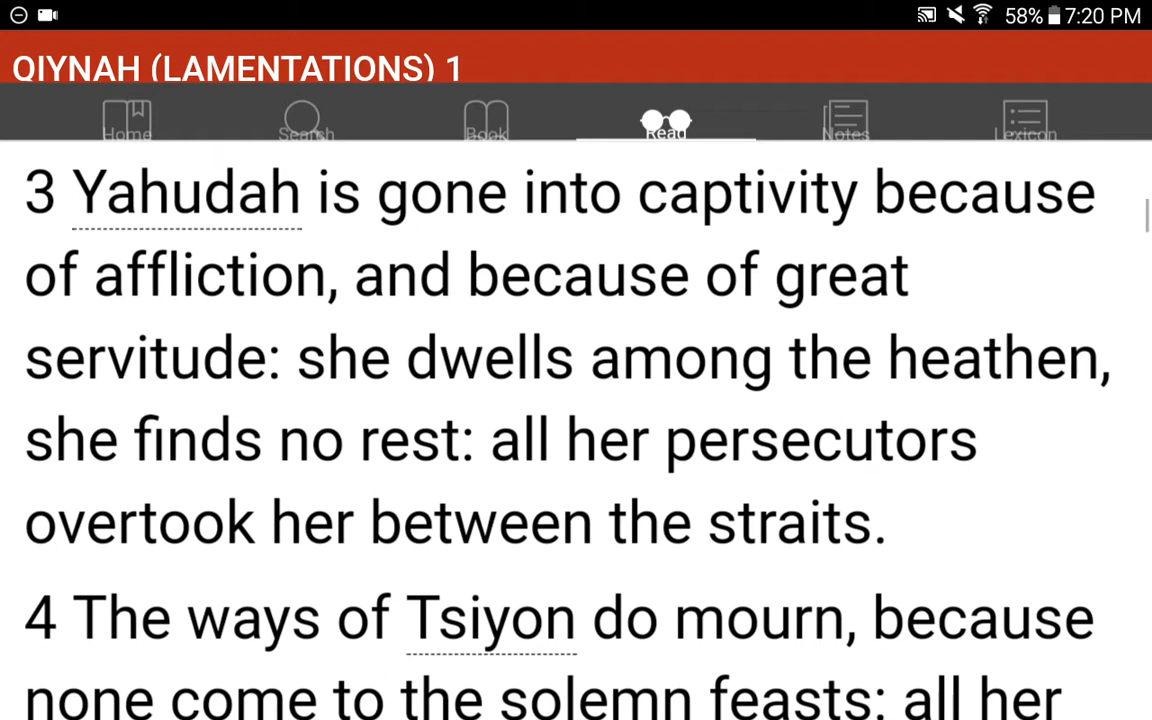 58% 7:20 PM
QIYNAH (LAMENTATIONS) 1
Home Search Book Read Notes Lexicon
3 Yahudah is gone into captivity because
of affliction, and because of great
servitude: she dwells among the heathen,
she finds no rest: all her persecutors
overtook her between the straits.
4 The ways of Tsiyon do mourn, because
none come to the solemn feasts: all her